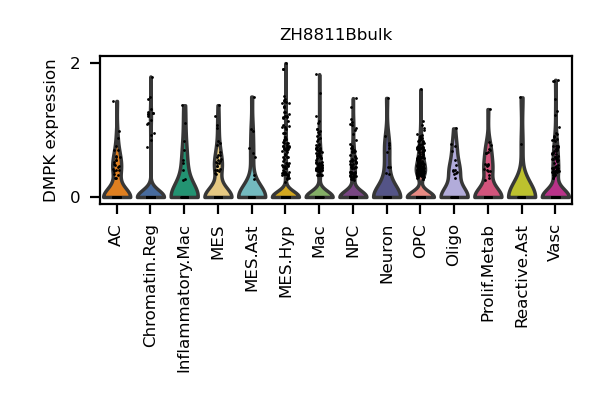 ZH8811Bbulk
DMPK expression
2
0
AC
Chromatin.Reg
Inflammatory.Mac
MES
MES.Ast
MES.Hyp
Mac
NPC
Neuron
OPC
Oligo
Prolif.Metab
Reactive.Ast
Vasc